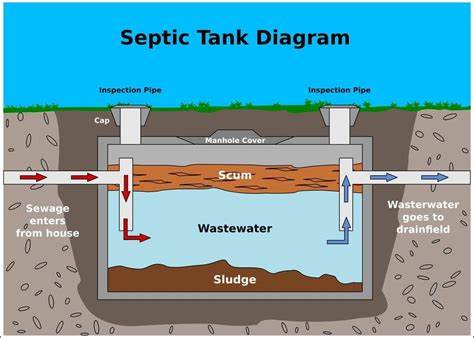 Septic Tank Diagram
Inspection Pipe
Inspection Pipe
Cap
Manhole Cover
Scum
Sewage
enters
from house
Wastewater
Wasterwater
goes to
drainfield
Sludge